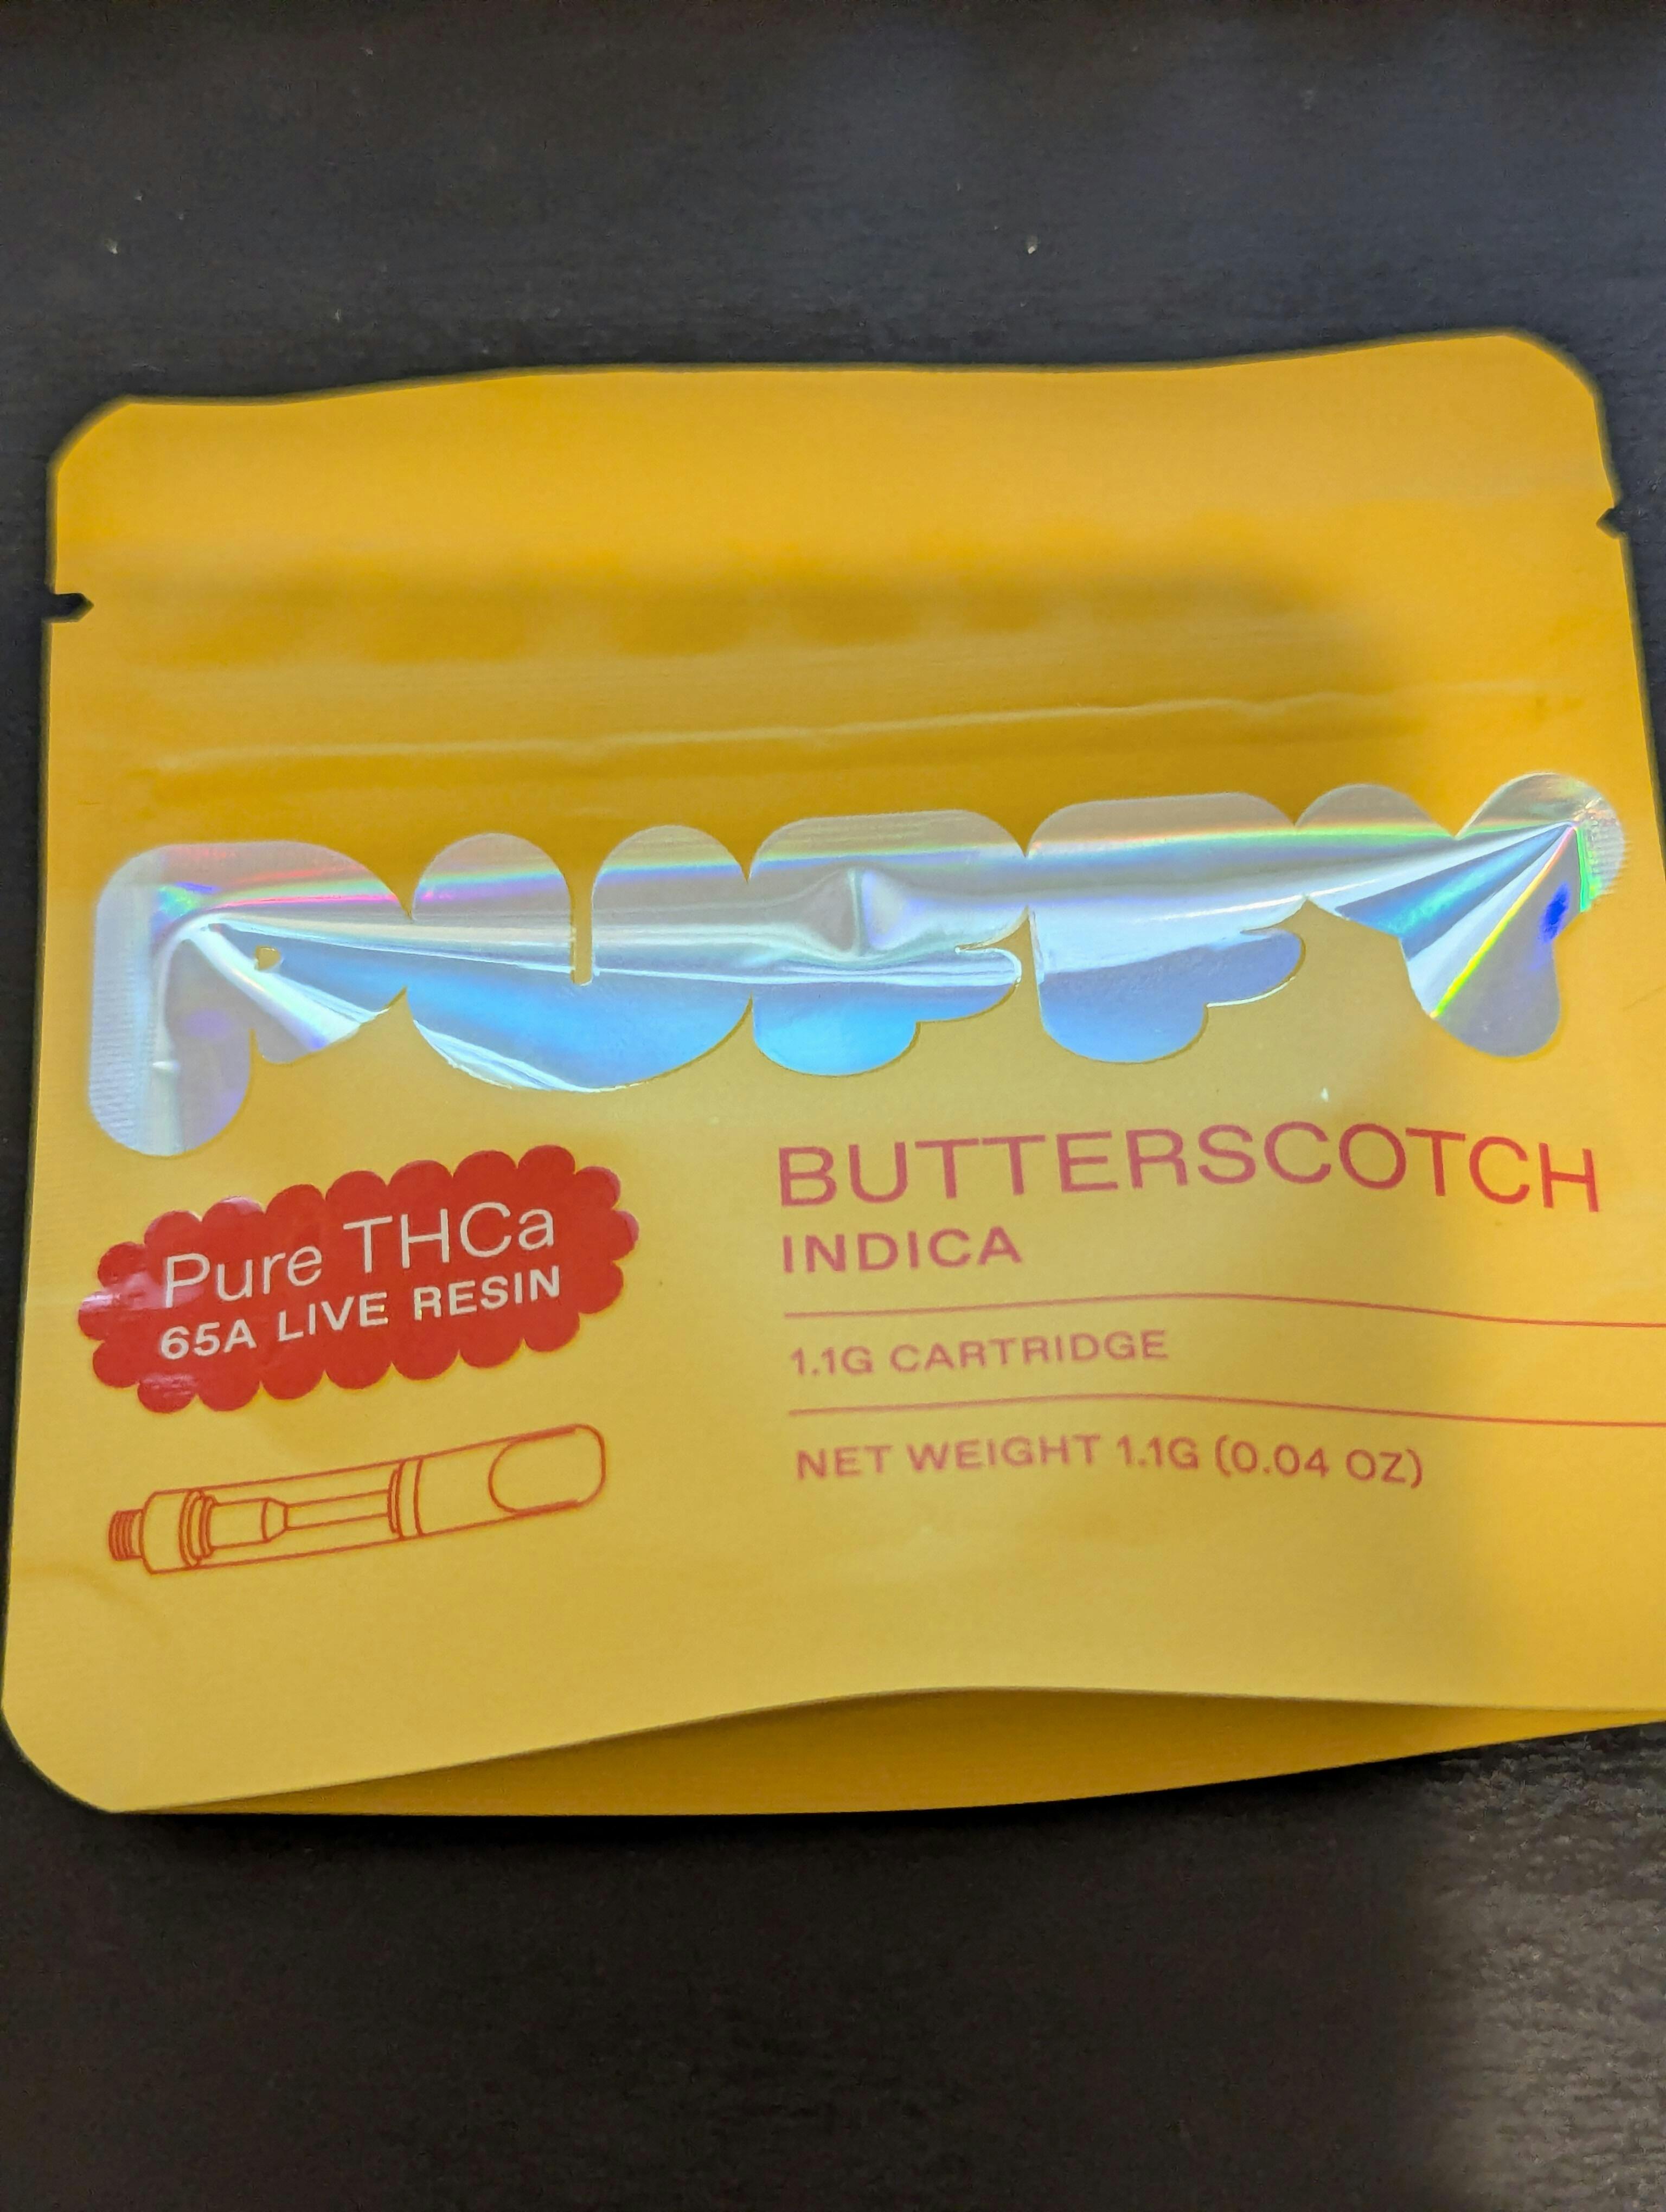 PUFFY
Pure THCa
65A LIVE RESIN
BUTTERSCOTCH
INDICA
1.1G CARTRIDGE
NET WEIGHT 1.1G (0.04 OZ)